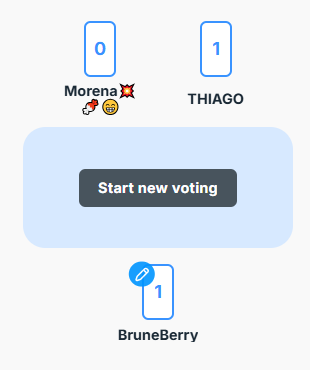 0 1
Morena💥 THIAGO
🍖😁
Start new voting
1
BruneBerry